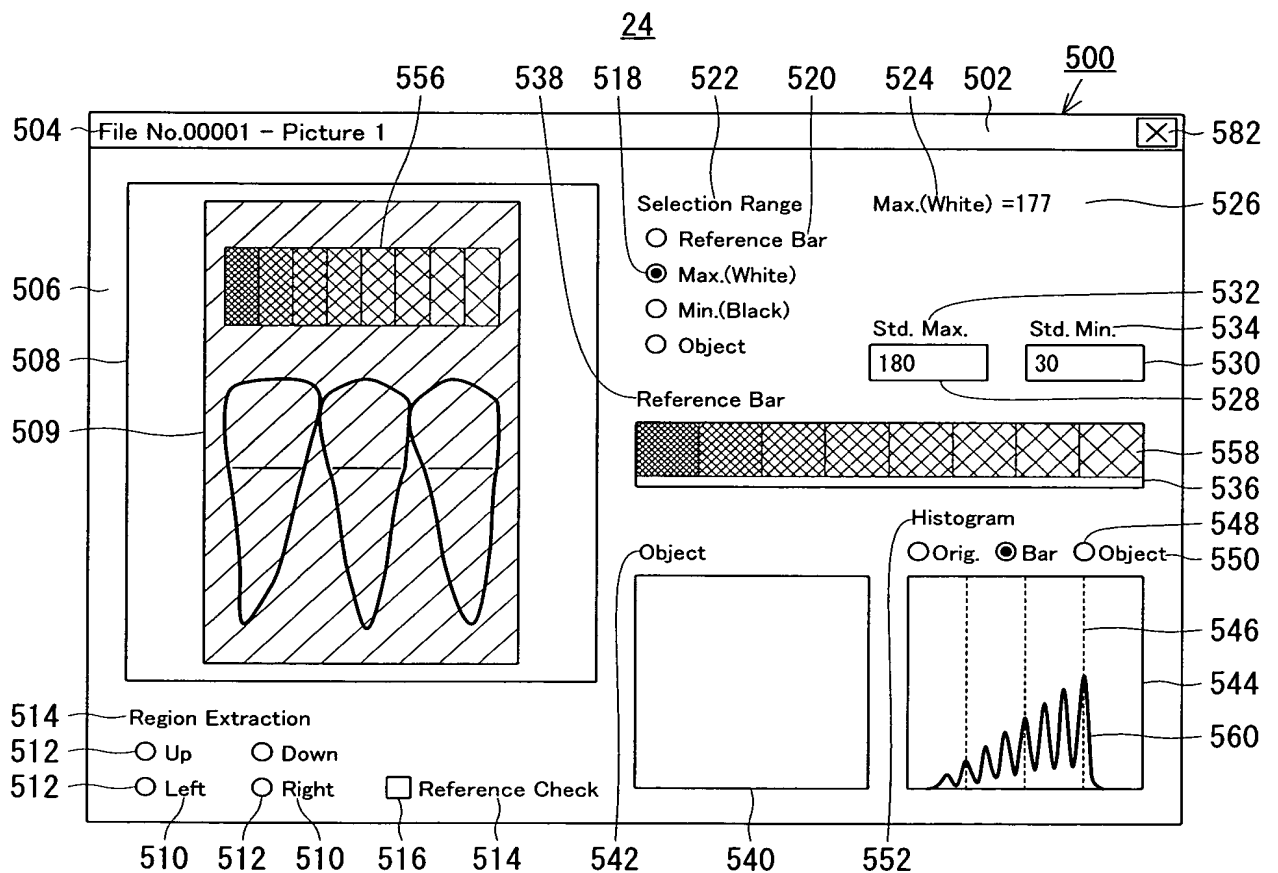 24
556 538 518 522 520 524 502 500
504 File No.00001 - Picture 1 582
Selection Range Max.(White) =177 526
Reference Bar
506 Max.(White)
Min.(Black) 532
508 Object Std. Max. Std. Min. 534
180 30 530
509 Reference Bar 528
558
536
Histogram 548
Object Orig. Bar Object 550
546
544
514 Region Extraction
560
512 Up Down
512 Left Right Reference Check
510 512 510 516 514 542 540 552